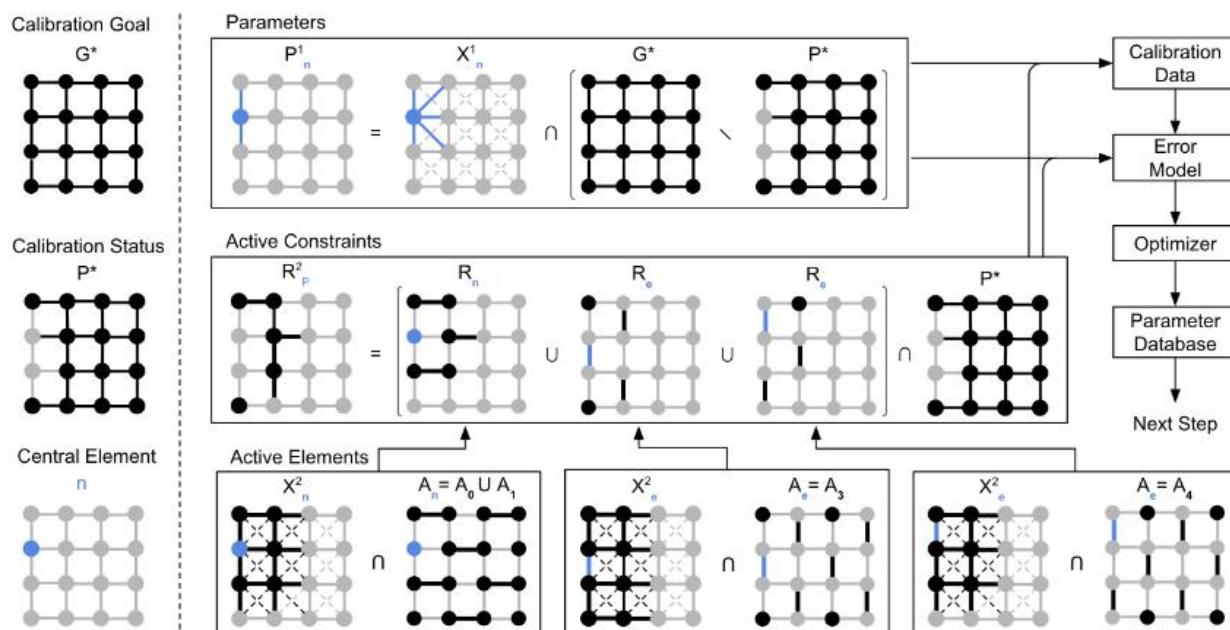 Calibration Goal
G*
Parameters
P¹ₙ
X¹ₙ
G*
P*
=
∩
\
Calibration
Data
Error
Model
Optimizer
Parameter
Database
Next Step
Calibration Status
P*
Active Constraints
R²ₚ
Rₙ
Rₑ
Rₑ
P*
=
∪
∪
∩
Central Element
n
Active Elements
X²ₙ
Aₙ = A₀ ∪ A₁
∩
X²ₑ
Aₑ = A₃
∩
X²ₑ
Aₑ = A₄
∩